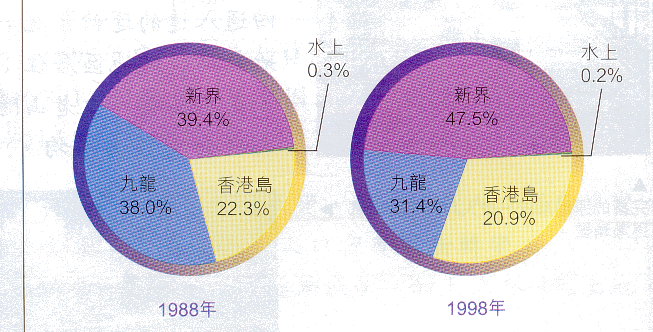 水上
0.3%
新界
39.4%
九龍
38.0%
香港島
22.3%
1988年
水上
0.2%
新界
47.5%
九龍
31.4%
香港島
20.9%
1998年